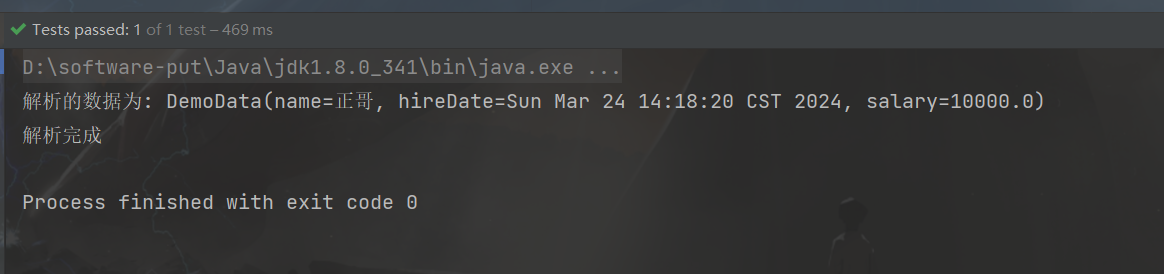 Tests passed: 1 of 1 test – 469 ms
D:\software-put\Java\jdk1.8.0_341\bin\java.exe ...
解析的数据为: DemoData(name=正哥, hireDate=Sun Mar 24 14:18:20 CST 2024, salary=10000.0)
解析完成
Process finished with exit code 0